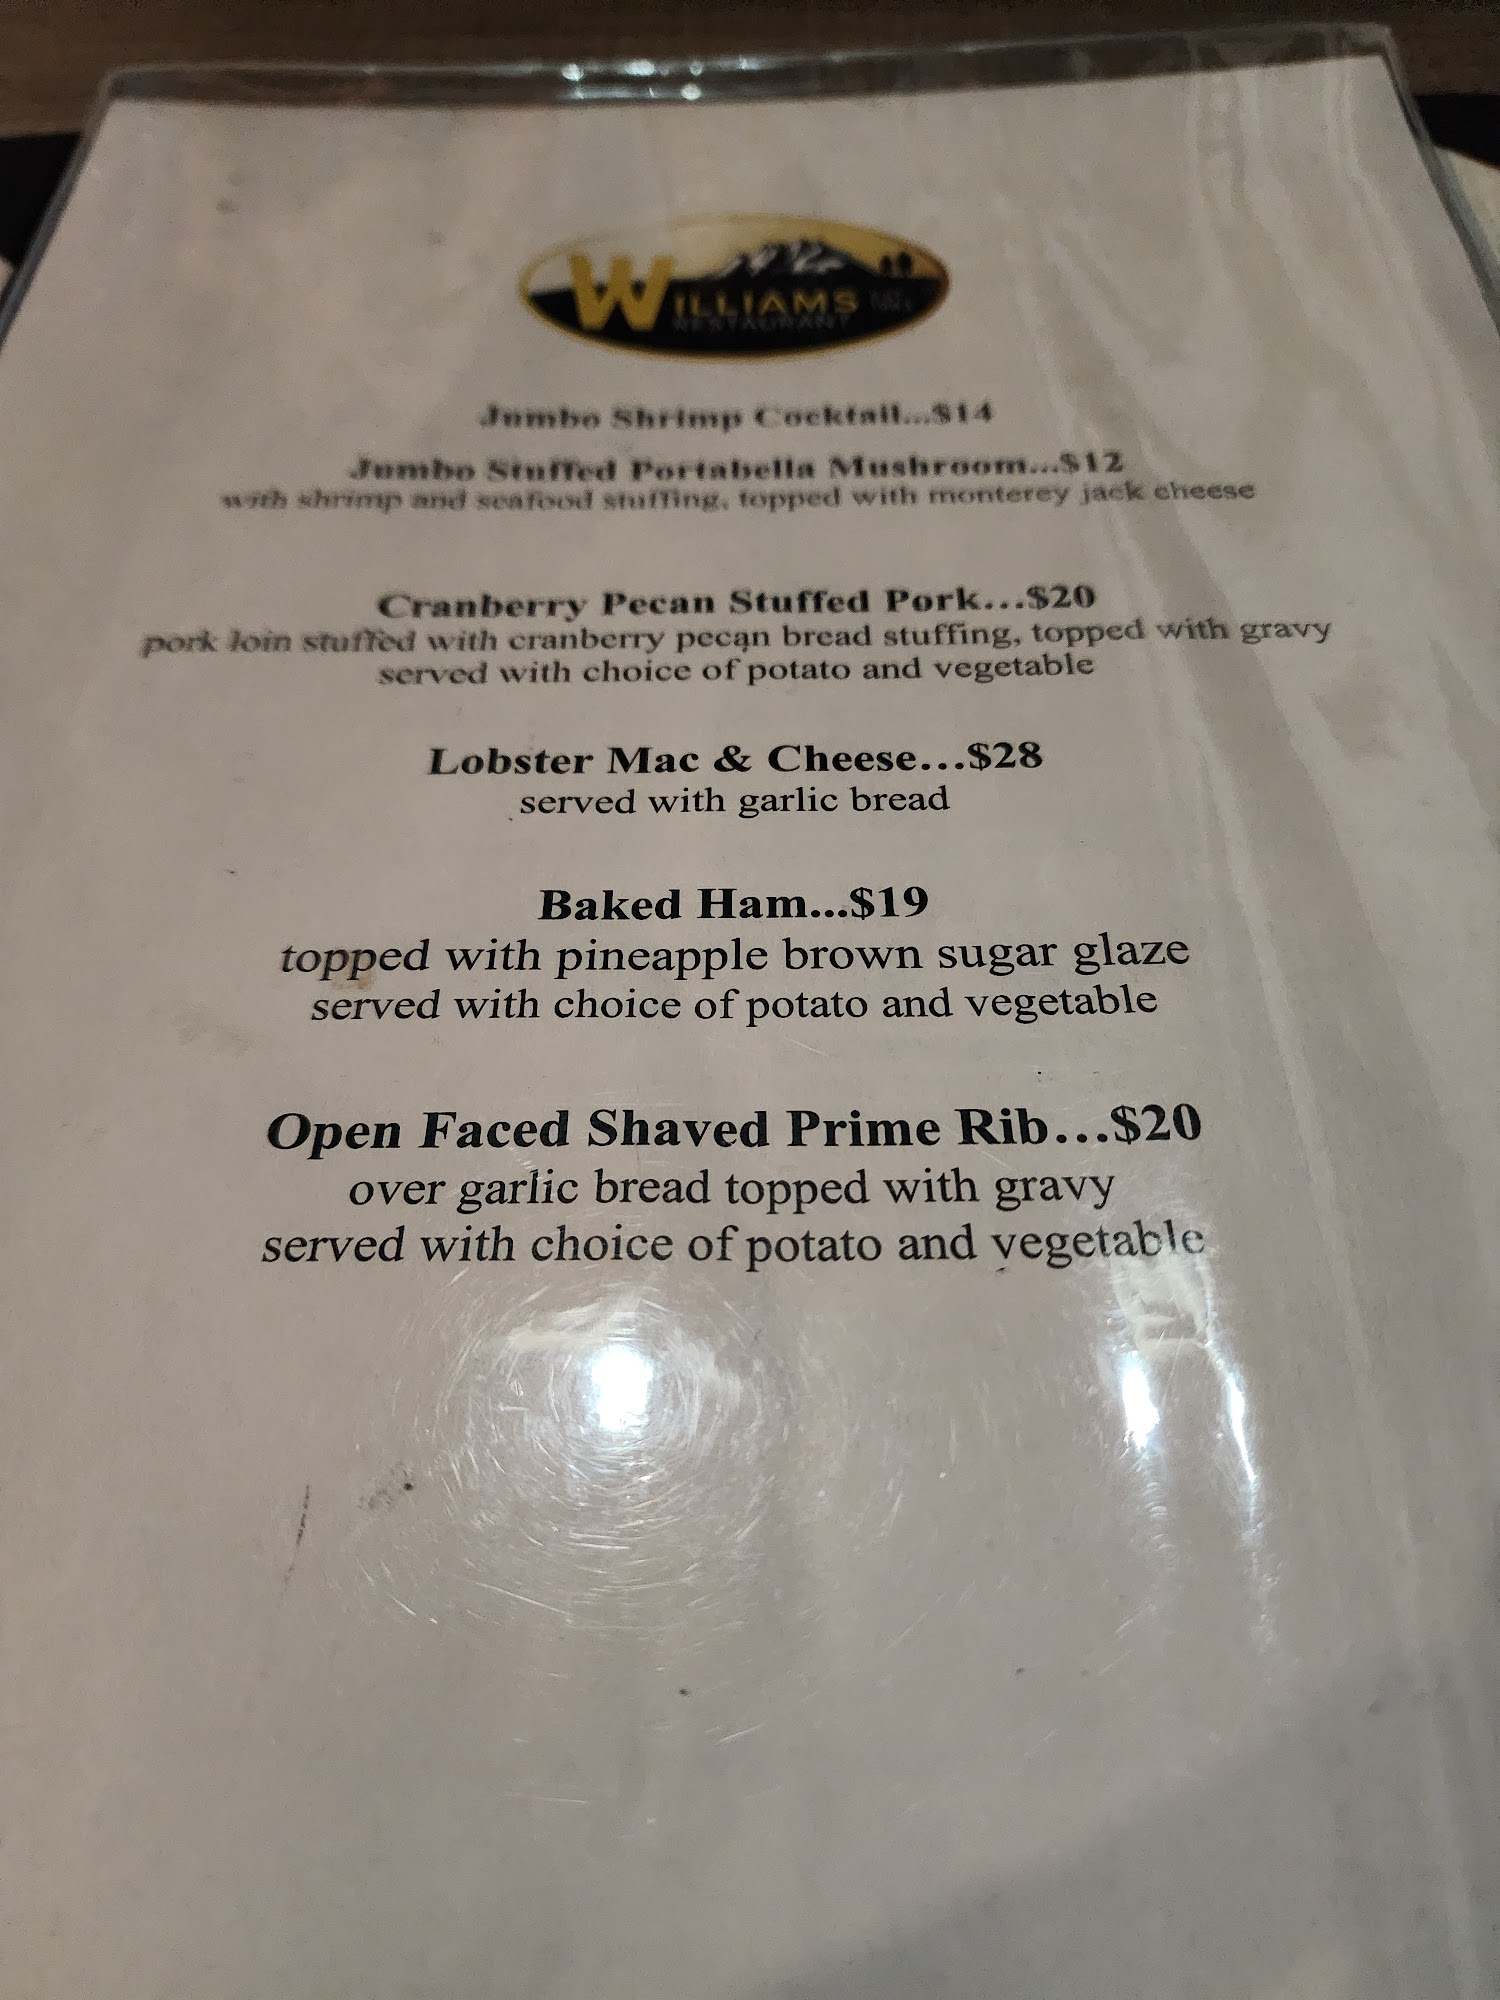 WILLIAMS
RESTAURANT
Jumbo Shrimp Cocktail...$14
Jumbo Stuffed Portabella Mushroom...$12
with shrimp and seafood stuffing, topped with monterey jack cheese
Cranberry Pecan Stuffed Pork...$20
pork loin stuffed with cranberry pecan bread stuffing, topped with gravy
served with choice of potato and vegetable
Lobster Mac & Cheese...$28
served with garlic bread
Baked Ham...$19
topped with pineapple brown sugar glaze
served with choice of potato and vegetable
Open Faced Shaved Prime Rib...$20
over garlic bread topped with gravy
served with choice of potato and vegetable